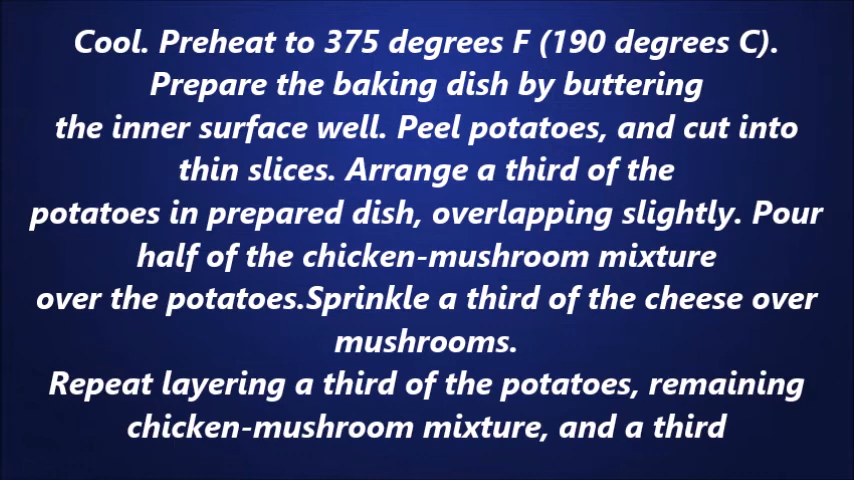 Cool. Preheat to 375 degrees F (190 degrees C).
Prepare the baking dish by buttering
the inner surface well. Peel potatoes, and cut into
thin slices. Arrange a third of the
potatoes in prepared dish, overlapping slightly. Pour
half of the chicken-mushroom mixture
over the potatoes.Sprinkle a third of the cheese over
mushrooms.
Repeat layering a third of the potatoes, remaining
chicken-mushroom mixture, and a third